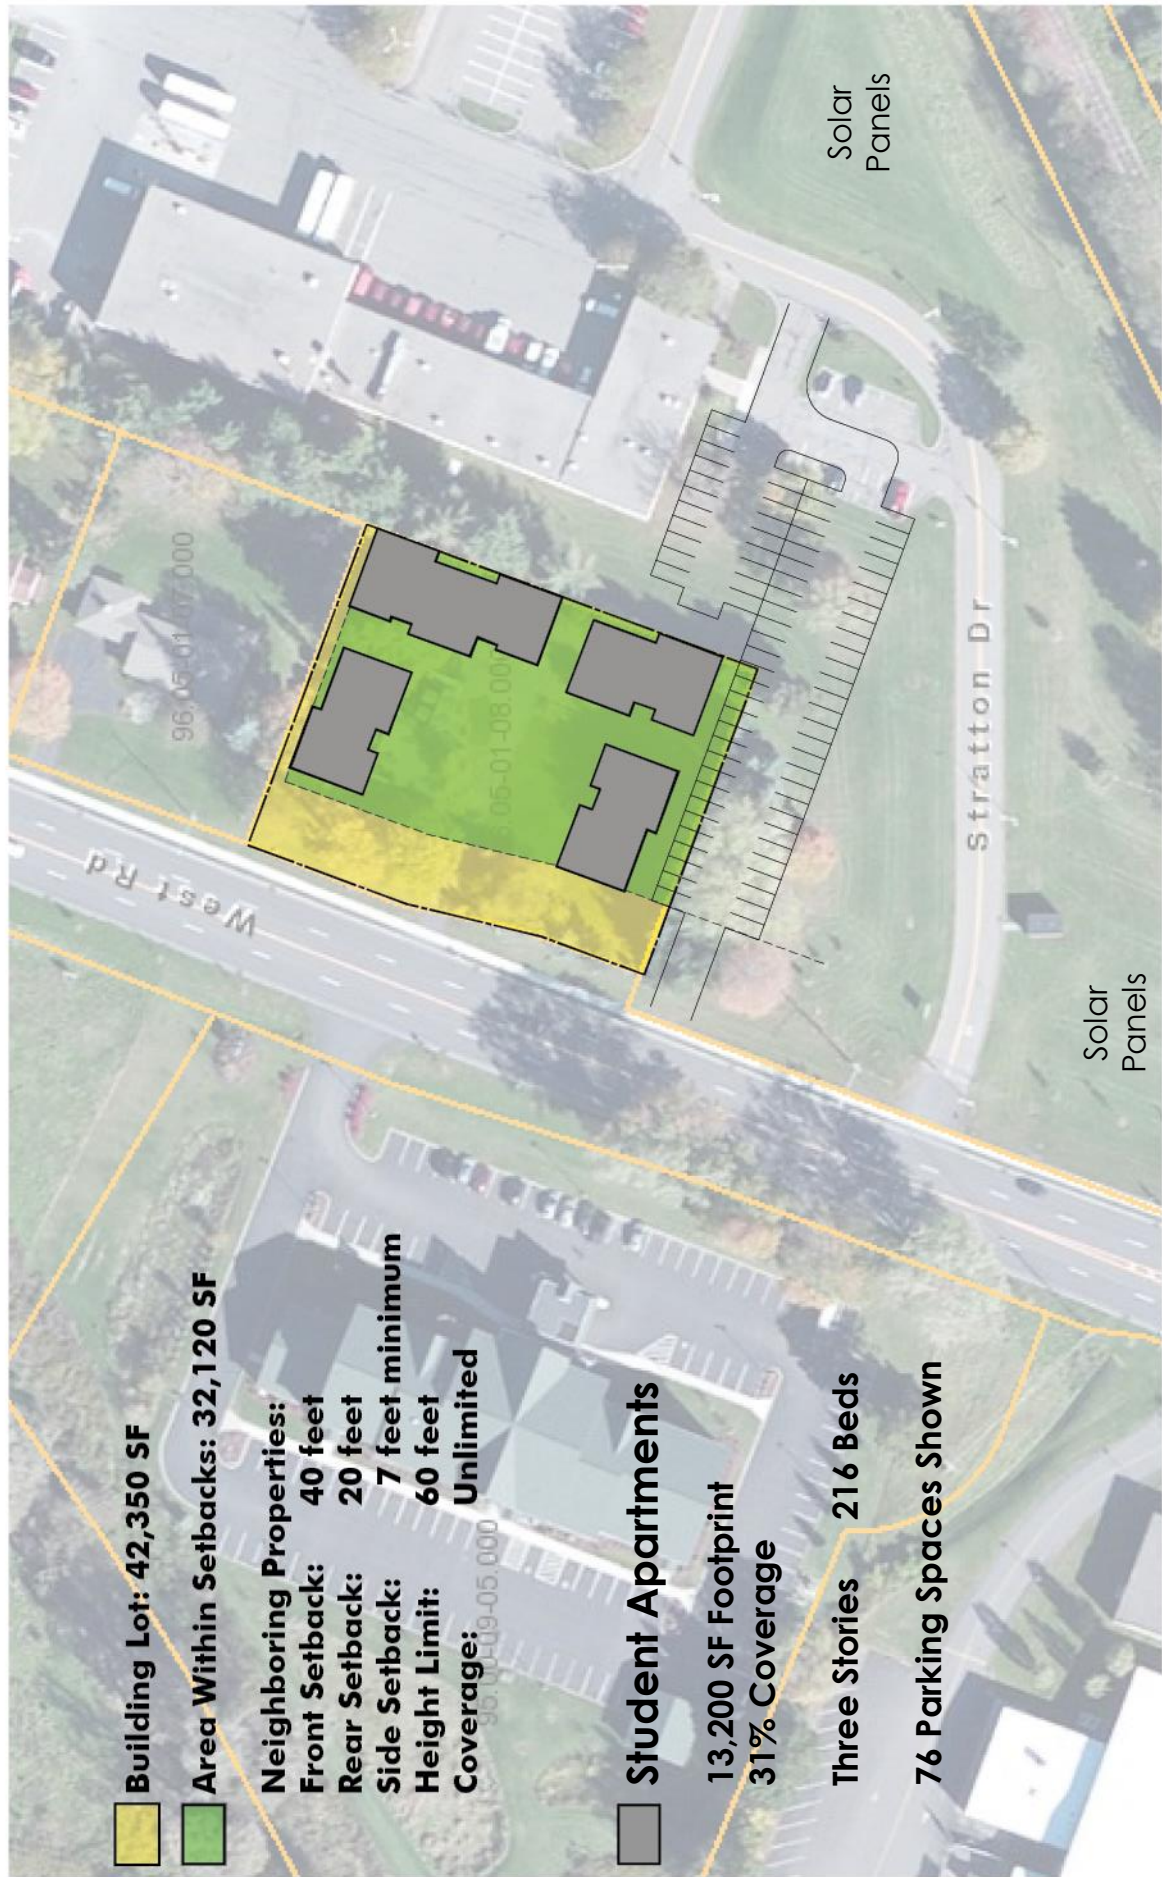 Building Lot: 42,350 SF
Area Within Setbacks: 32,120 SF
Neighboring Properties:
Front Setback: 40 feet
Rear Setback: 20 feet
Side Setback: 7 feet minimum
Height Limit: 60 feet
Coverage: Unlimited
Student Apartments
13,200 SF Footprint
31% Coverage
Three Stories 216 Beds
76 Parking Spaces Shown
West Rd
Stratton Dr
Solar
Panels
Solar
Panels